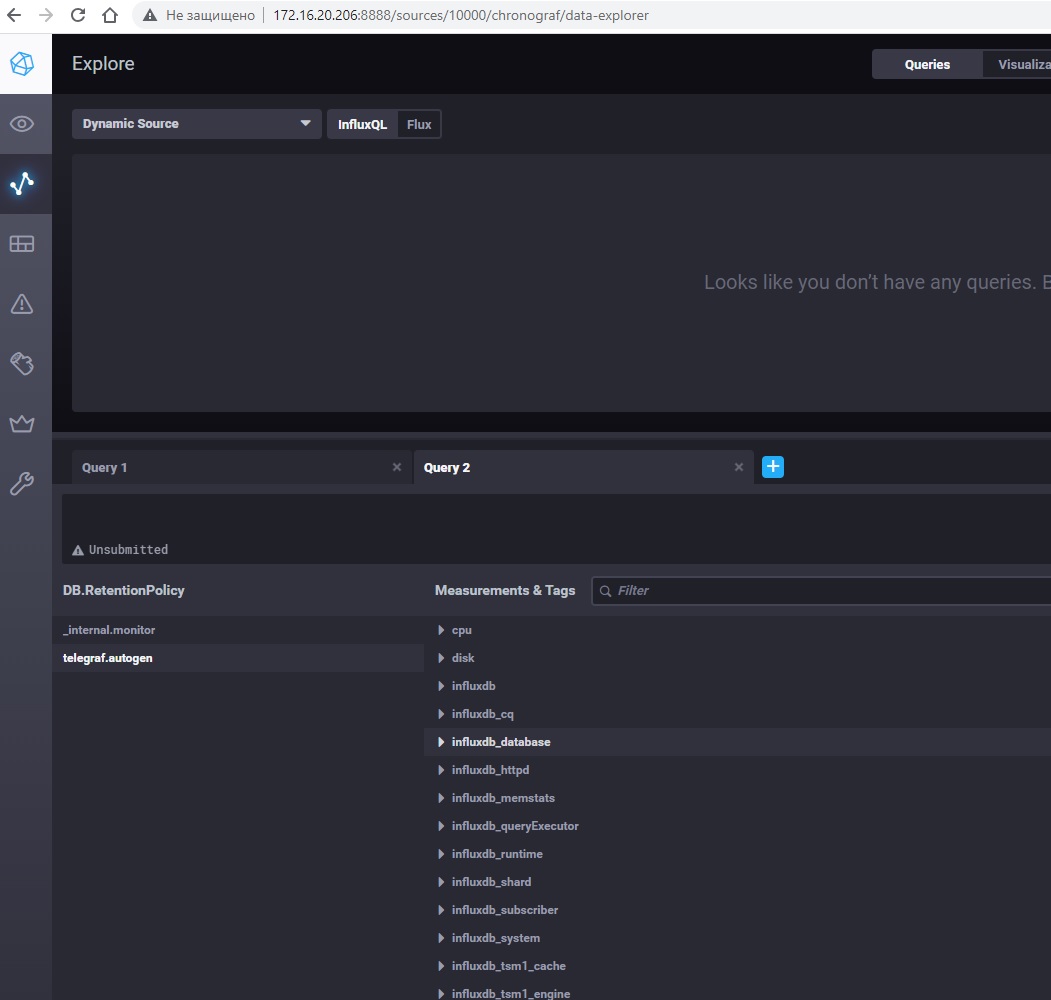 Не защищено 172.16.20.206:8888/sources/10000/chronograf/data-explorer
Explore
Queries
Dynamic Source
InfluxQL
Flux
Looks like you don’t have any queries.
Query 1
Query 2
Unsubmitted
DB.RetentionPolicy
Measurements & Tags
Filter
_internal.monitor
telegraf.autogen
cpu
disk
influxdb
influxdb_cq
influxdb_database
influxdb_httpd
influxdb_memstats
influxdb_queryExecutor
influxdb_runtime
influxdb_shard
influxdb_subscriber
influxdb_system
influxdb_tsm1_cache
influxdb_tsm1_engine